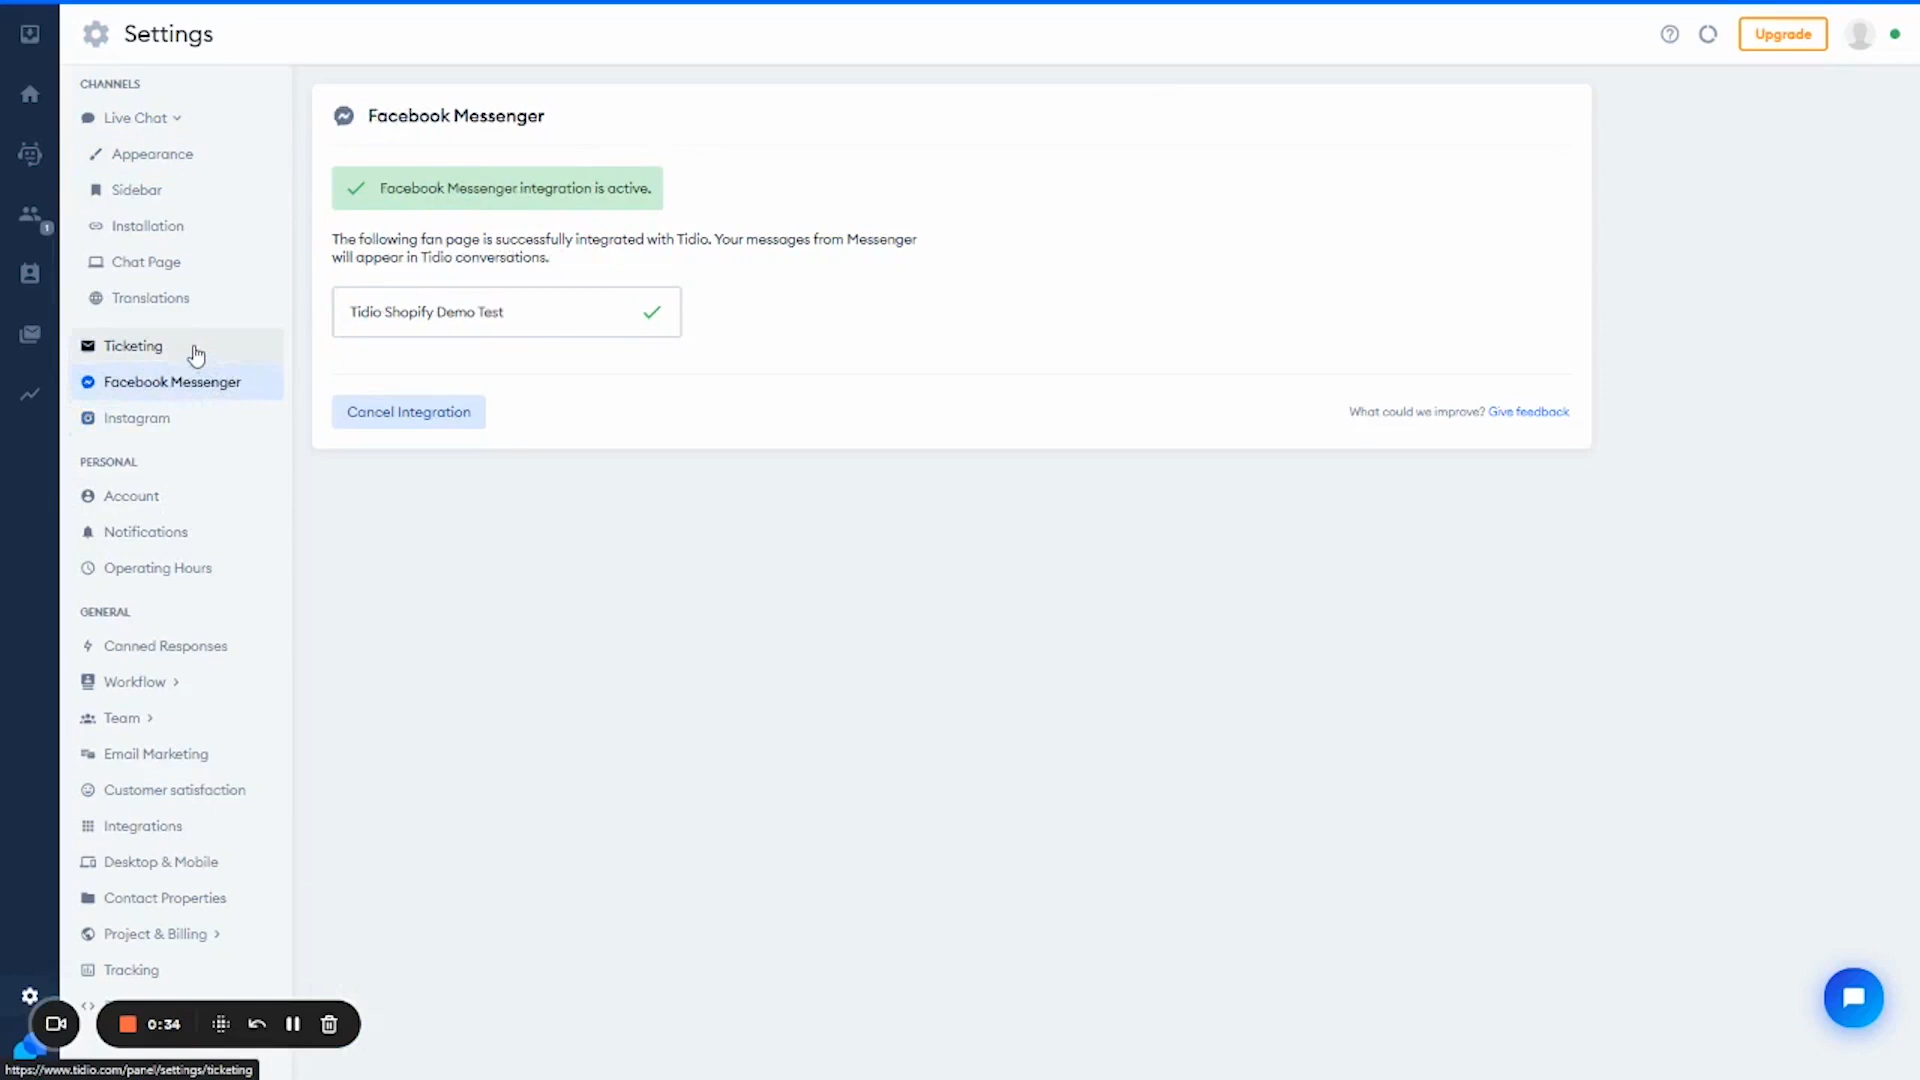 Settings
Upgrade
CHANNELS
Live Chat
Appearance
Sidebar
Installation
Chat Page
Translations
Ticketing
Facebook Messenger
Instagram
PERSONAL
Account
Notifications
Operating Hours
GENERAL
Canned Responses
Workflow
Team
Email Marketing
Customer satisfaction
Integrations
Desktop & Mobile
Contact Properties
Project & Billing
Tracking
1
Facebook Messenger
Facebook Messenger integration is active.
The following fan page is successfully integrated with Tidio. Your messages from Messenger
will appear in Tidio conversations.
Tidio Shopify Demo Test
Cancel Integration
What could we improve? Give feedback
0:34
https://www.tidio.com/panel/settings/ticketing